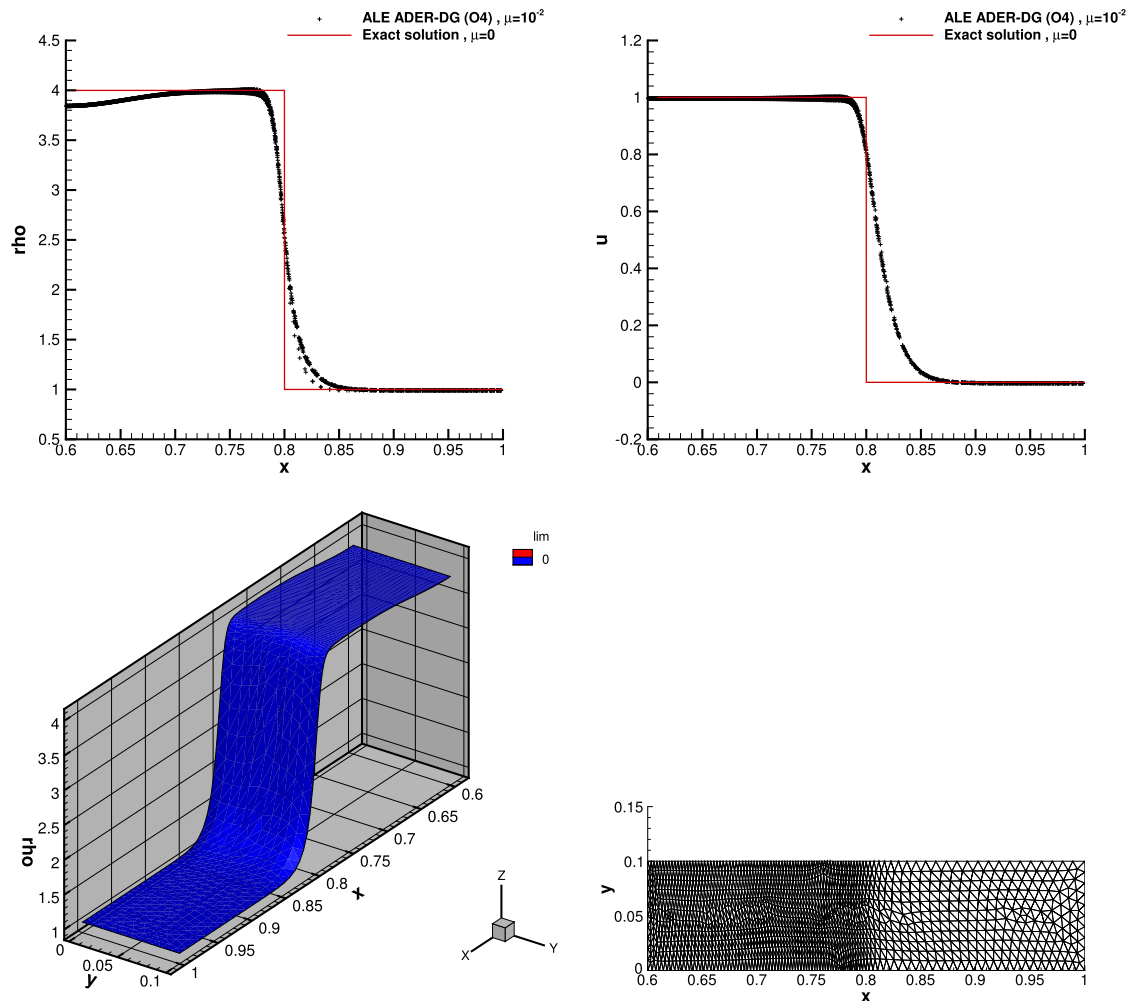 ALE ADER-DG (O4) , μ=10⁻²
Exact solution , μ=0
4.5
4
3.5
3
2.5
2
1.5
1
0.5
rho
0.6 0.65 0.7 0.75 0.8 0.85 0.9 0.95 1
x
ALE ADER-DG (O4) , μ=10⁻²
Exact solution , μ=0
1.2
1
0.8
0.6
0.4
0.2
0
-0.2
u
0.6 0.65 0.7 0.75 0.8 0.85 0.9 0.95 1
x
lim
0
4
3.5
3
2.5
2
1.5
1
rho
0 0.05 0.1
y
1 0.95 0.9 0.85 0.8 0.75 0.7 0.65 0.6
x
Z
X
Y
0.15
0.1
0.05
0
y
0.6 0.65 0.7 0.75 0.8 0.85 0.9 0.95 1
x